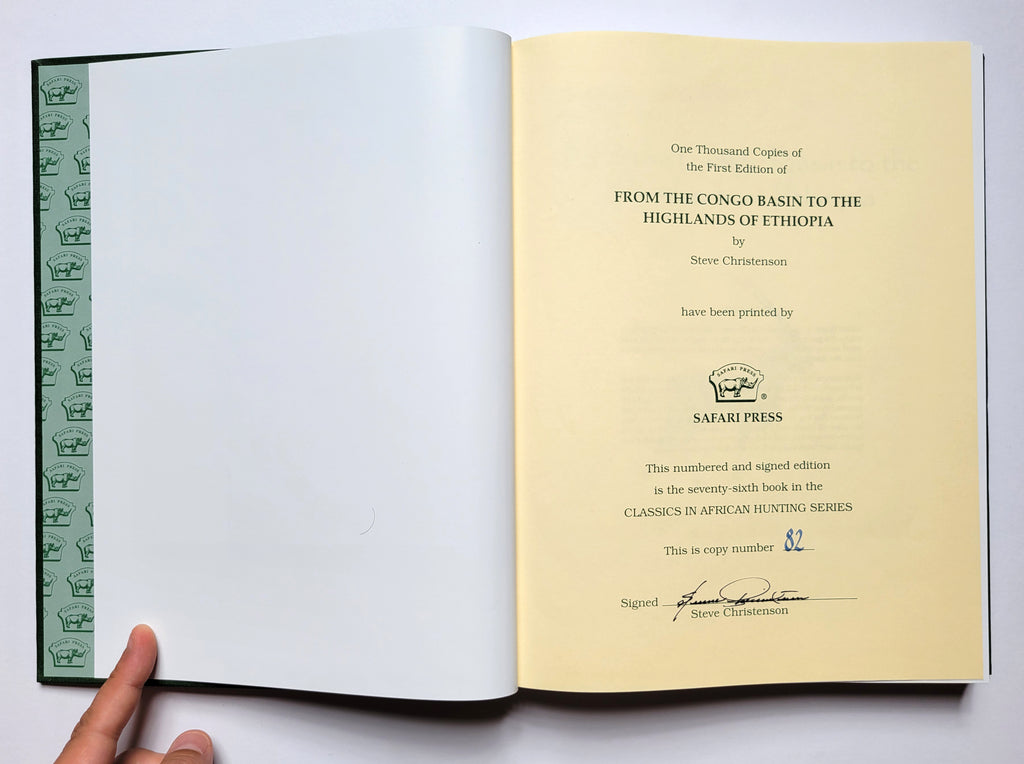 One Thousand Copies of
the First Edition of
FROM THE CONGO BASIN TO THE
HIGHLANDS OF ETHIOPIA
by
Steve Christenson
have been printed by
SAFARI PRESS
®
SAFARI PRESS
This numbered and signed edition
is the seventy-sixth book in the
CLASSICS IN AFRICAN HUNTING SERIES
This is copy number 82
Signed
Steve Christenson